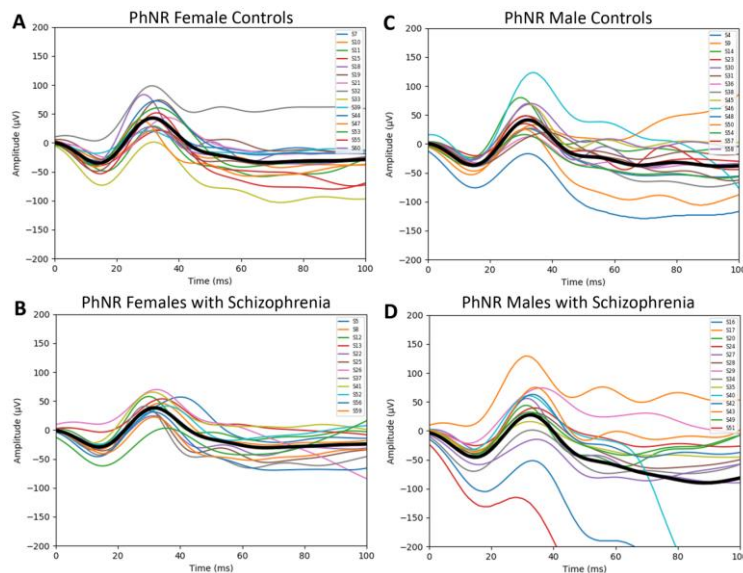 A
PhNR Female Controls
Amplitude (µV)
200
150
100
50
0
−50
−100
−150
−200
0 20 40 60 80 100
Time (ms)
S7
S10
S11
S15
S18
S19
S21
S32
S33
S39
S44
S47
S53
S55
S60
C
PhNR Male Controls
Amplitude (µV)
200
150
100
50
0
−50
−100
−150
−200
0 20 40 60 80 100
Time (ms)
S4
S9
S14
S23
S30
S31
S36
S38
S45
S46
S48
S50
S54
S57
S58
B
PhNR Females with Schizophrenia
Amplitude (µV)
200
150
100
50
0
−50
−100
−150
−200
0 20 40 60 80 100
Time (ms)
S5
S8
S12
S13
S22
S25
S26
S37
S41
S52
S56
S59
D
PhNR Males with Schizophrenia
Amplitude (µV)
200
150
100
50
0
−50
−100
−150
−200
0 20 40 60 80 100
Time (ms)
S16
S17
S20
S24
S27
S28
S29
S34
S35
S40
S42
S43
S49
S51